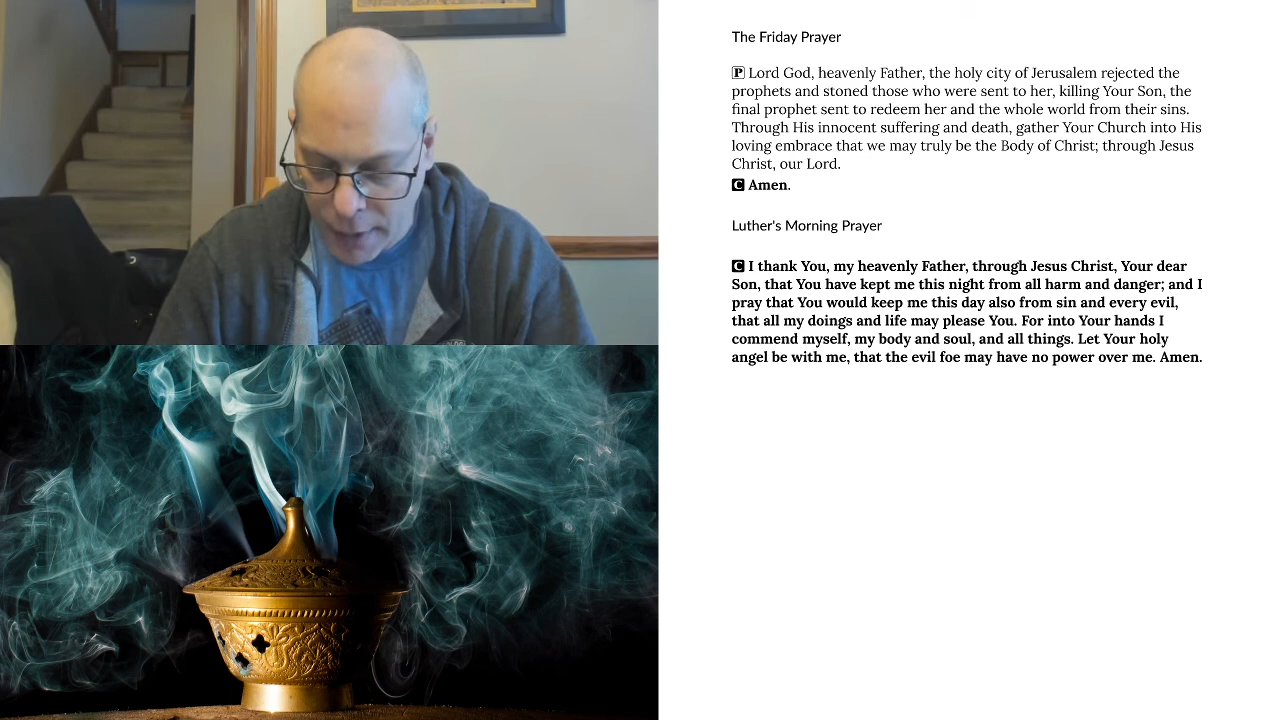 The Friday Prayer
P Lord God, heavenly Father, the holy city of Jerusalem rejected the
prophets and stoned those who were sent to her, killing Your Son, the
final prophet sent to redeem her and the whole world from their sins.
Through His innocent suffering and death, gather Your Church into His
loving embrace that we may truly be the Body of Christ; through Jesus
Christ, our Lord.
C Amen.
Luther's Morning Prayer
C I thank You, my heavenly Father, through Jesus Christ, Your dear
Son, that You have kept me this night from all harm and danger; and I
pray that You would keep me this day also from sin and every evil,
that all my doings and life may please You. For into Your hands I
commend myself, my body and soul, and all things. Let Your holy
angel be with me, that the evil foe may have no power over me. Amen.